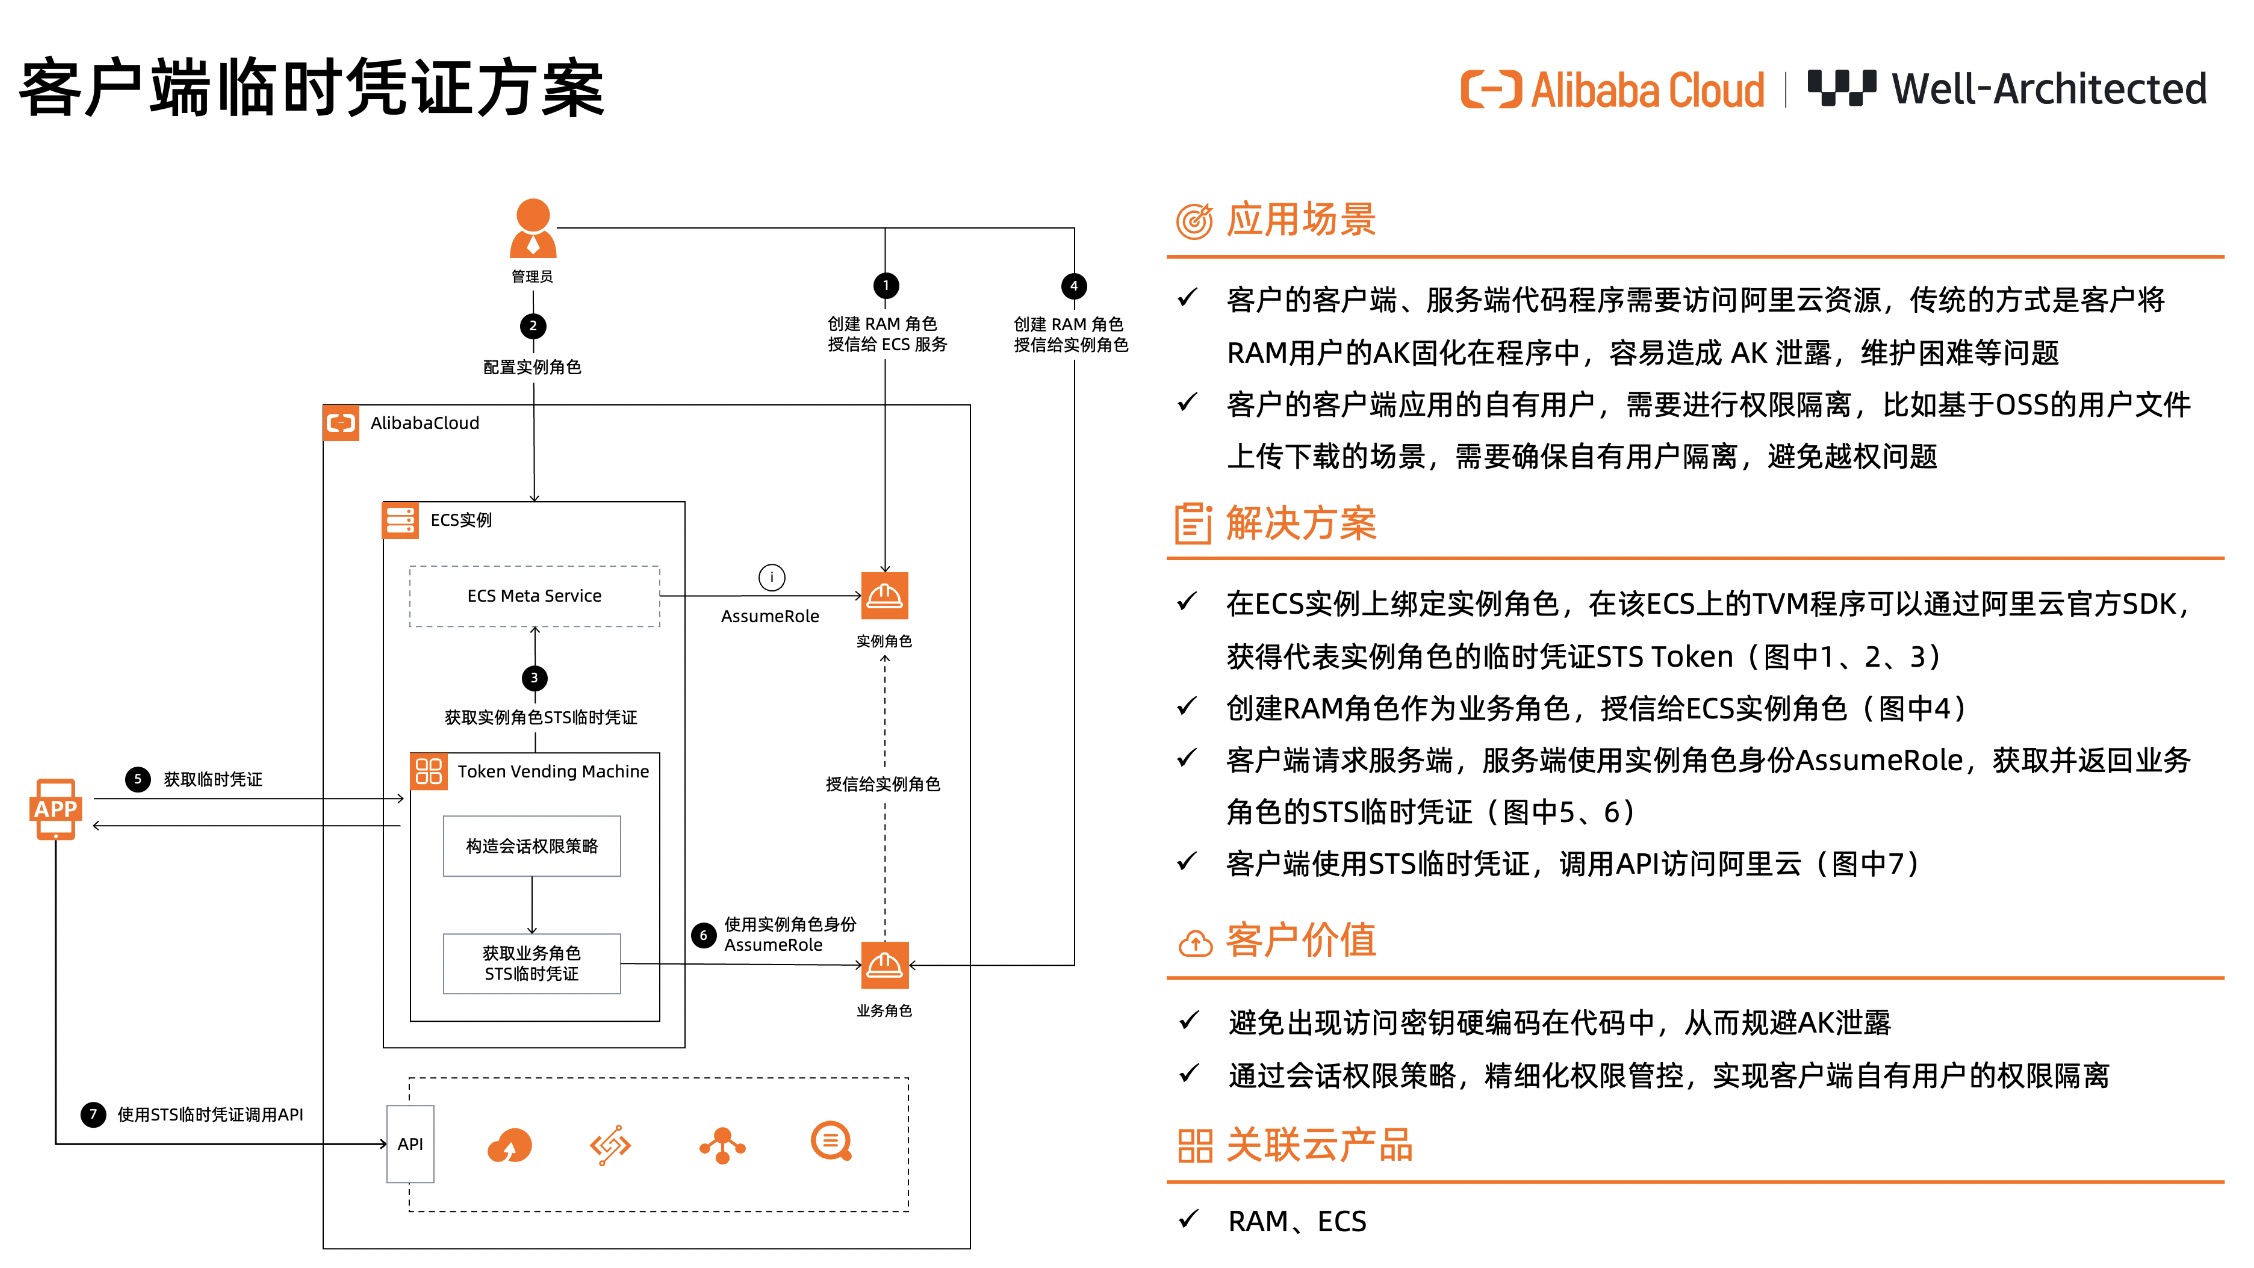 客户端临时凭证方案
Alibaba Cloud
Well-Architected
管理员
2
配置实例角色
1
创建 RAM 角色
授信给 ECS 服务
4
创建 RAM 角色
授信给实例角色
AlibabaCloud
ECS实例
ECS Meta Service
i
AssumeRole
实例角色
3
获取实例角色STS临时凭证
Token Vending Machine
5
获取临时凭证
APP
授信给实例角色
构造会话权限策略
获取业务角色
STS临时凭证
6
使用实例角色身份
AssumeRole
业务角色
7
使用STS临时凭证调用API
API
应用场景
客户的客户端、服务端代码程序需要访问阿里云资源，传统的方式是客户将
RAM用户的AK固化在程序中，容易造成 AK 泄露，维护困难等问题
客户的客户端应用的自有用户，需要进行权限隔离，比如基于OSS的用户文件
上传下载的场景，需要确保自有用户隔离，避免越权问题
解决方案
在ECS实例上绑定实例角色，在该ECS上的TVM程序可以通过阿里云官方SDK，
获得代表实例角色的临时凭证STS Token（图中1、2、3）
创建RAM角色作为业务角色，授信给ECS实例角色（图中4）
客户端请求服务端，服务端使用实例角色身份AssumeRole，获取并返回业务
角色的STS临时凭证（图中5、6）
客户端使用STS临时凭证，调用API访问阿里云（图中7）
客户价值
避免出现访问密钥硬编码在代码中，从而规避AK泄露
通过会话权限策略，精细化权限管控，实现客户端自有用户的权限隔离
关联云产品
RAM、ECS